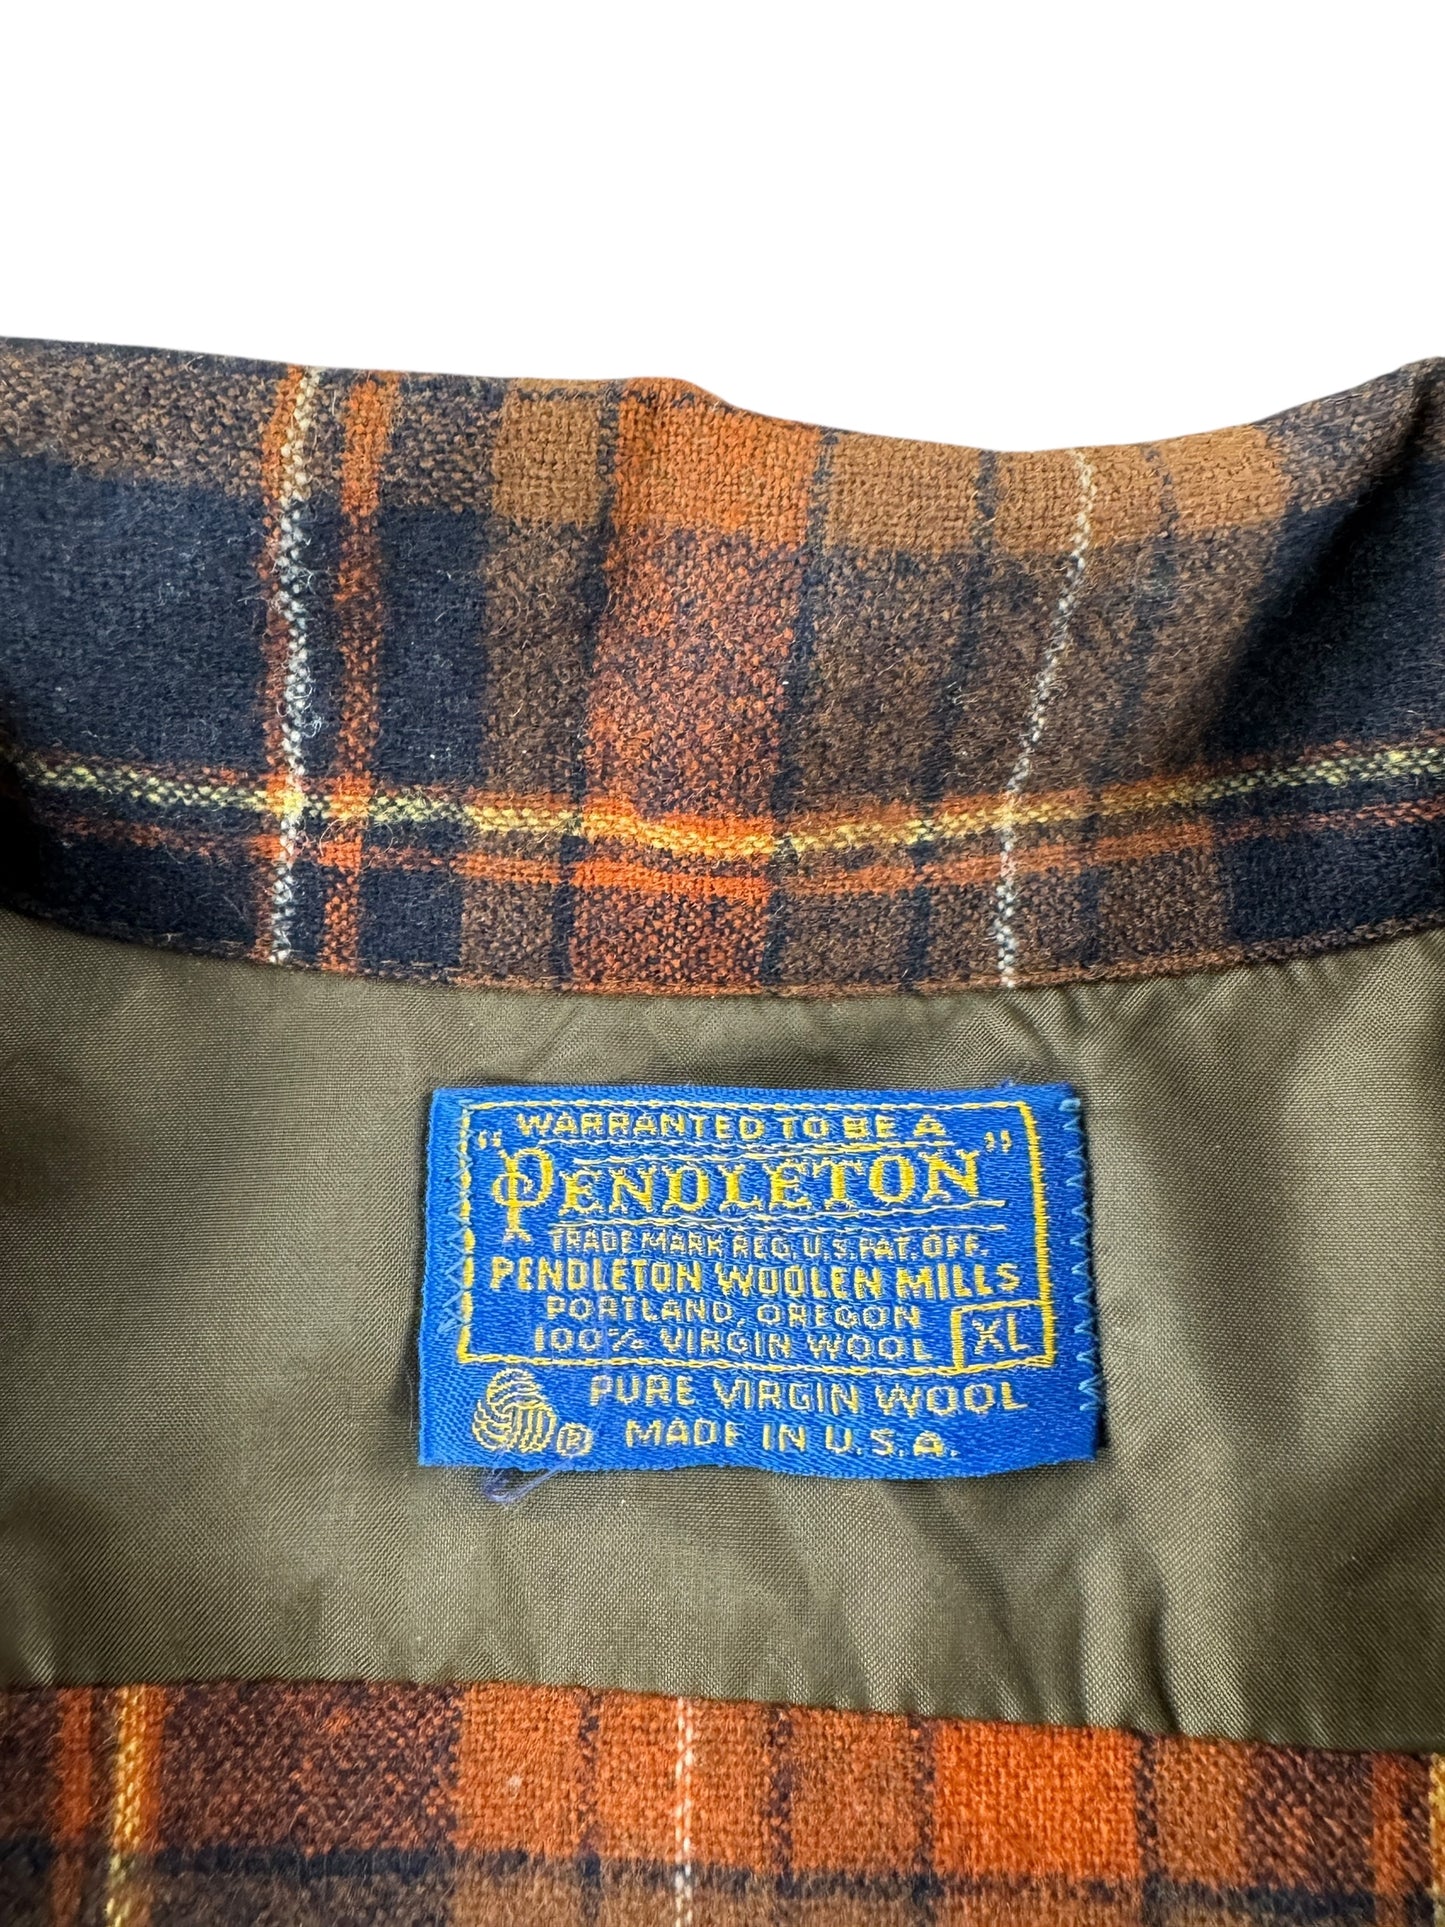 WARRANTED TO BE A
"PENDLETON"
TRADE MARK REG. U.S. PAT. OFF.
PENDLETON WOOLEN MILLS
PORTLAND, OREGON
100% VIRGIN WOOL XL
PURE VIRGIN WOOL
® MADE IN U.S.A.